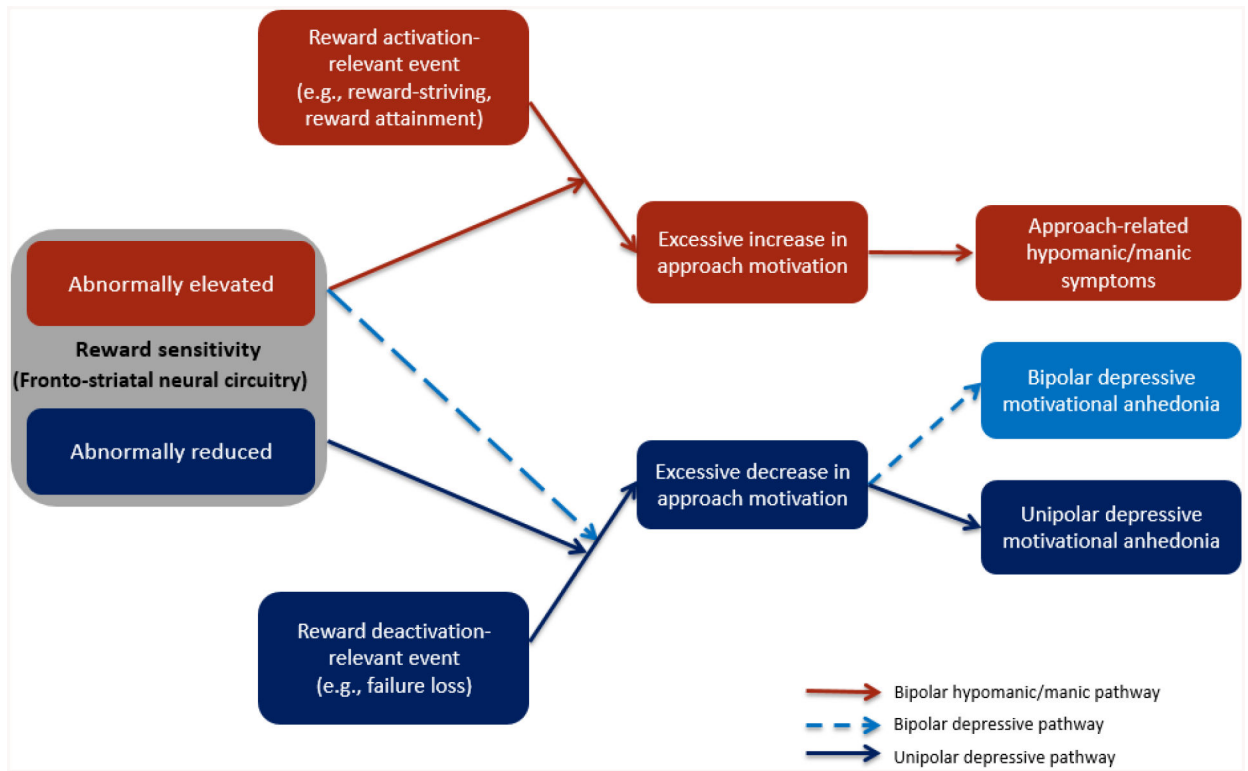 Reward activation-
relevant event
(e.g., reward-striving,
reward attainment)
Excessive increase in
approach motivation
Approach-related
hypomanic/manic
symptoms
Abnormally elevated
Reward sensitivity
(Fronto-striatal neural circuitry)
Abnormally reduced
Bipolar depressive
motivational anhedonia
Excessive decrease in
approach motivation
Unipolar depressive
motivational anhedonia
Reward deactivation-
relevant event
(e.g., failure loss)
Bipolar hypomanic/manic pathway
Bipolar depressive pathway
Unipolar depressive pathway